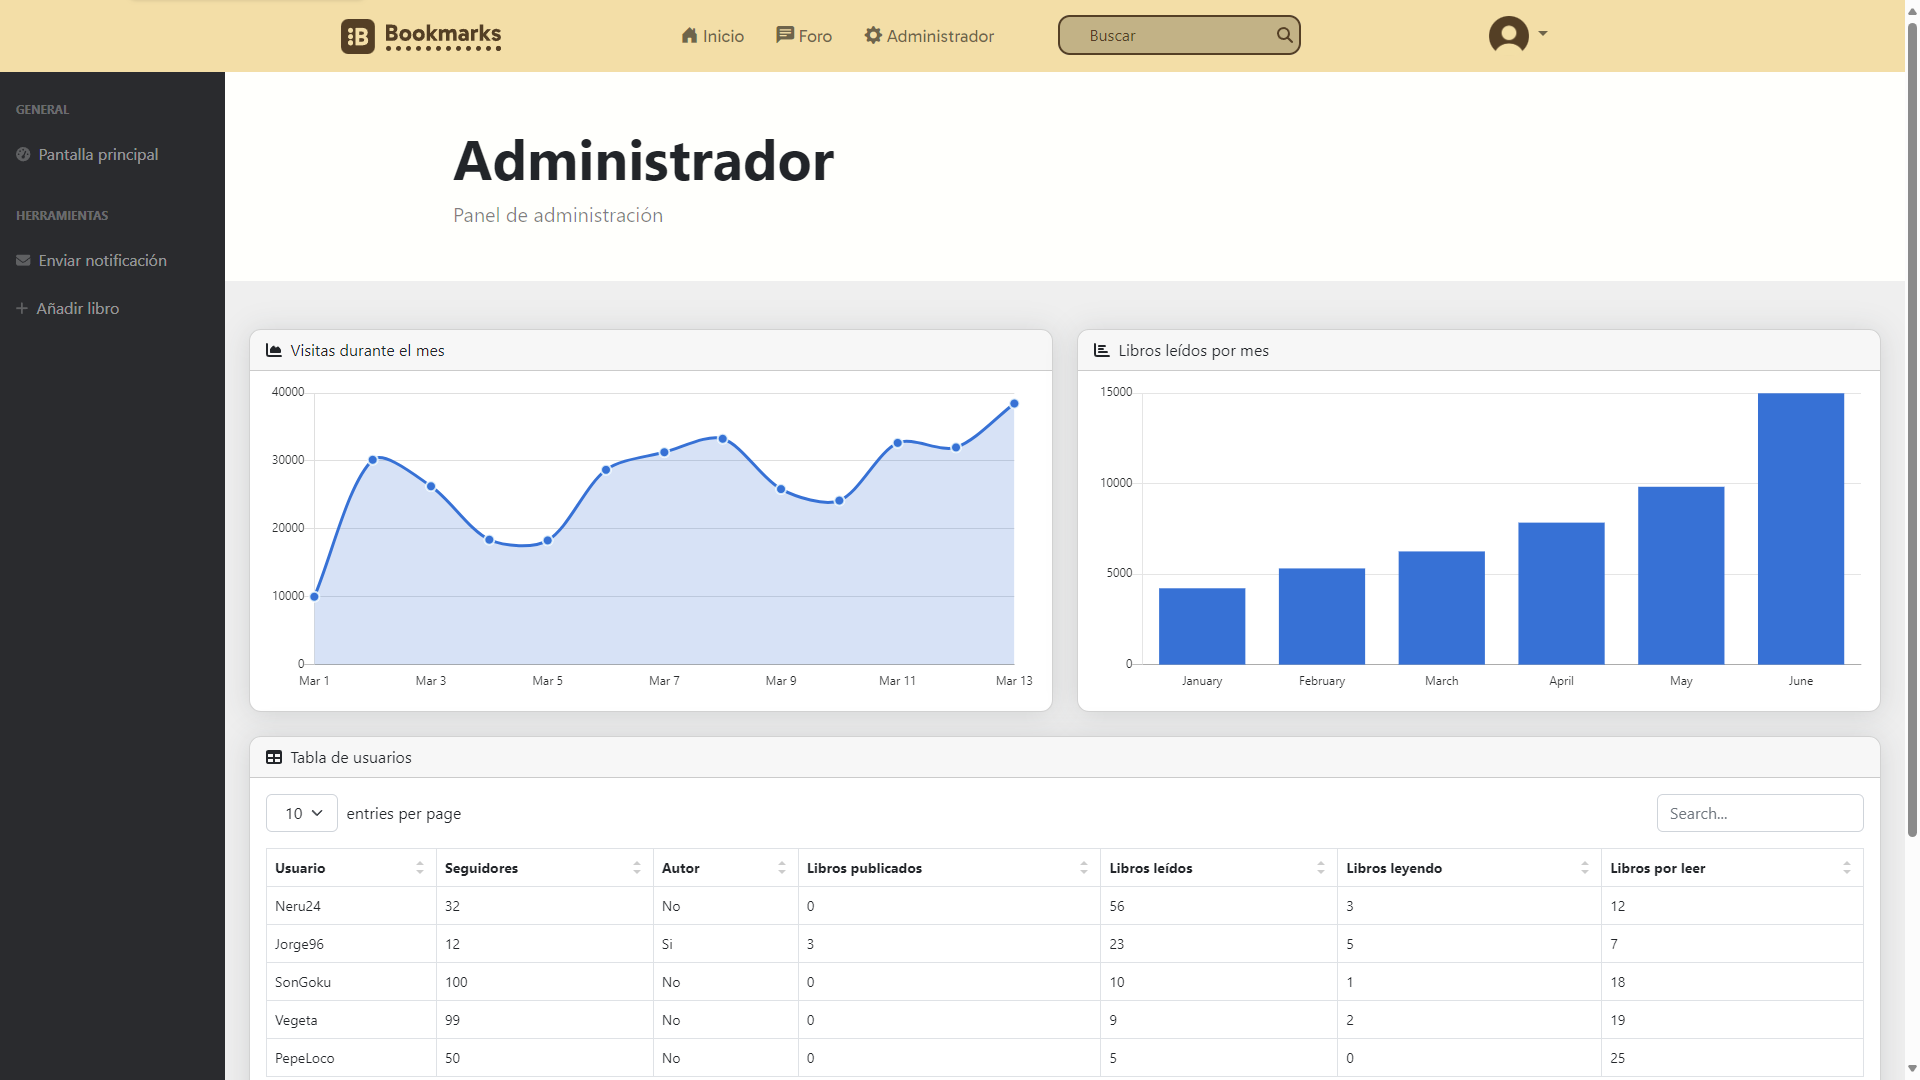 Bookmarks
Inicio
Foro
Administrador
Buscar
GENERAL
Pantalla principal
HERRAMIENTAS
Enviar notificación
Añadir libro
Administrador
Panel de administración
Visitas durante el mes
40000
30000
20000
10000
0
Mar 1 Mar 3 Mar 5 Mar 7 Mar 9 Mar 11 Mar 13
Libros leídos por mes
15000
10000
5000
0
January February March April May June
Tabla de usuarios
10 entries per page
Search...
Usuario Seguidores Autor Libros publicados Libros leídos Libros leyendo Libros por leer
Neru24 32 No 0 56 3 12
Jorge96 12 Si 3 23 5 7
SonGoku 100 No 0 10 1 18
Vegeta 99 No 0 9 2 19
PepeLoco 50 No 0 5 0 25